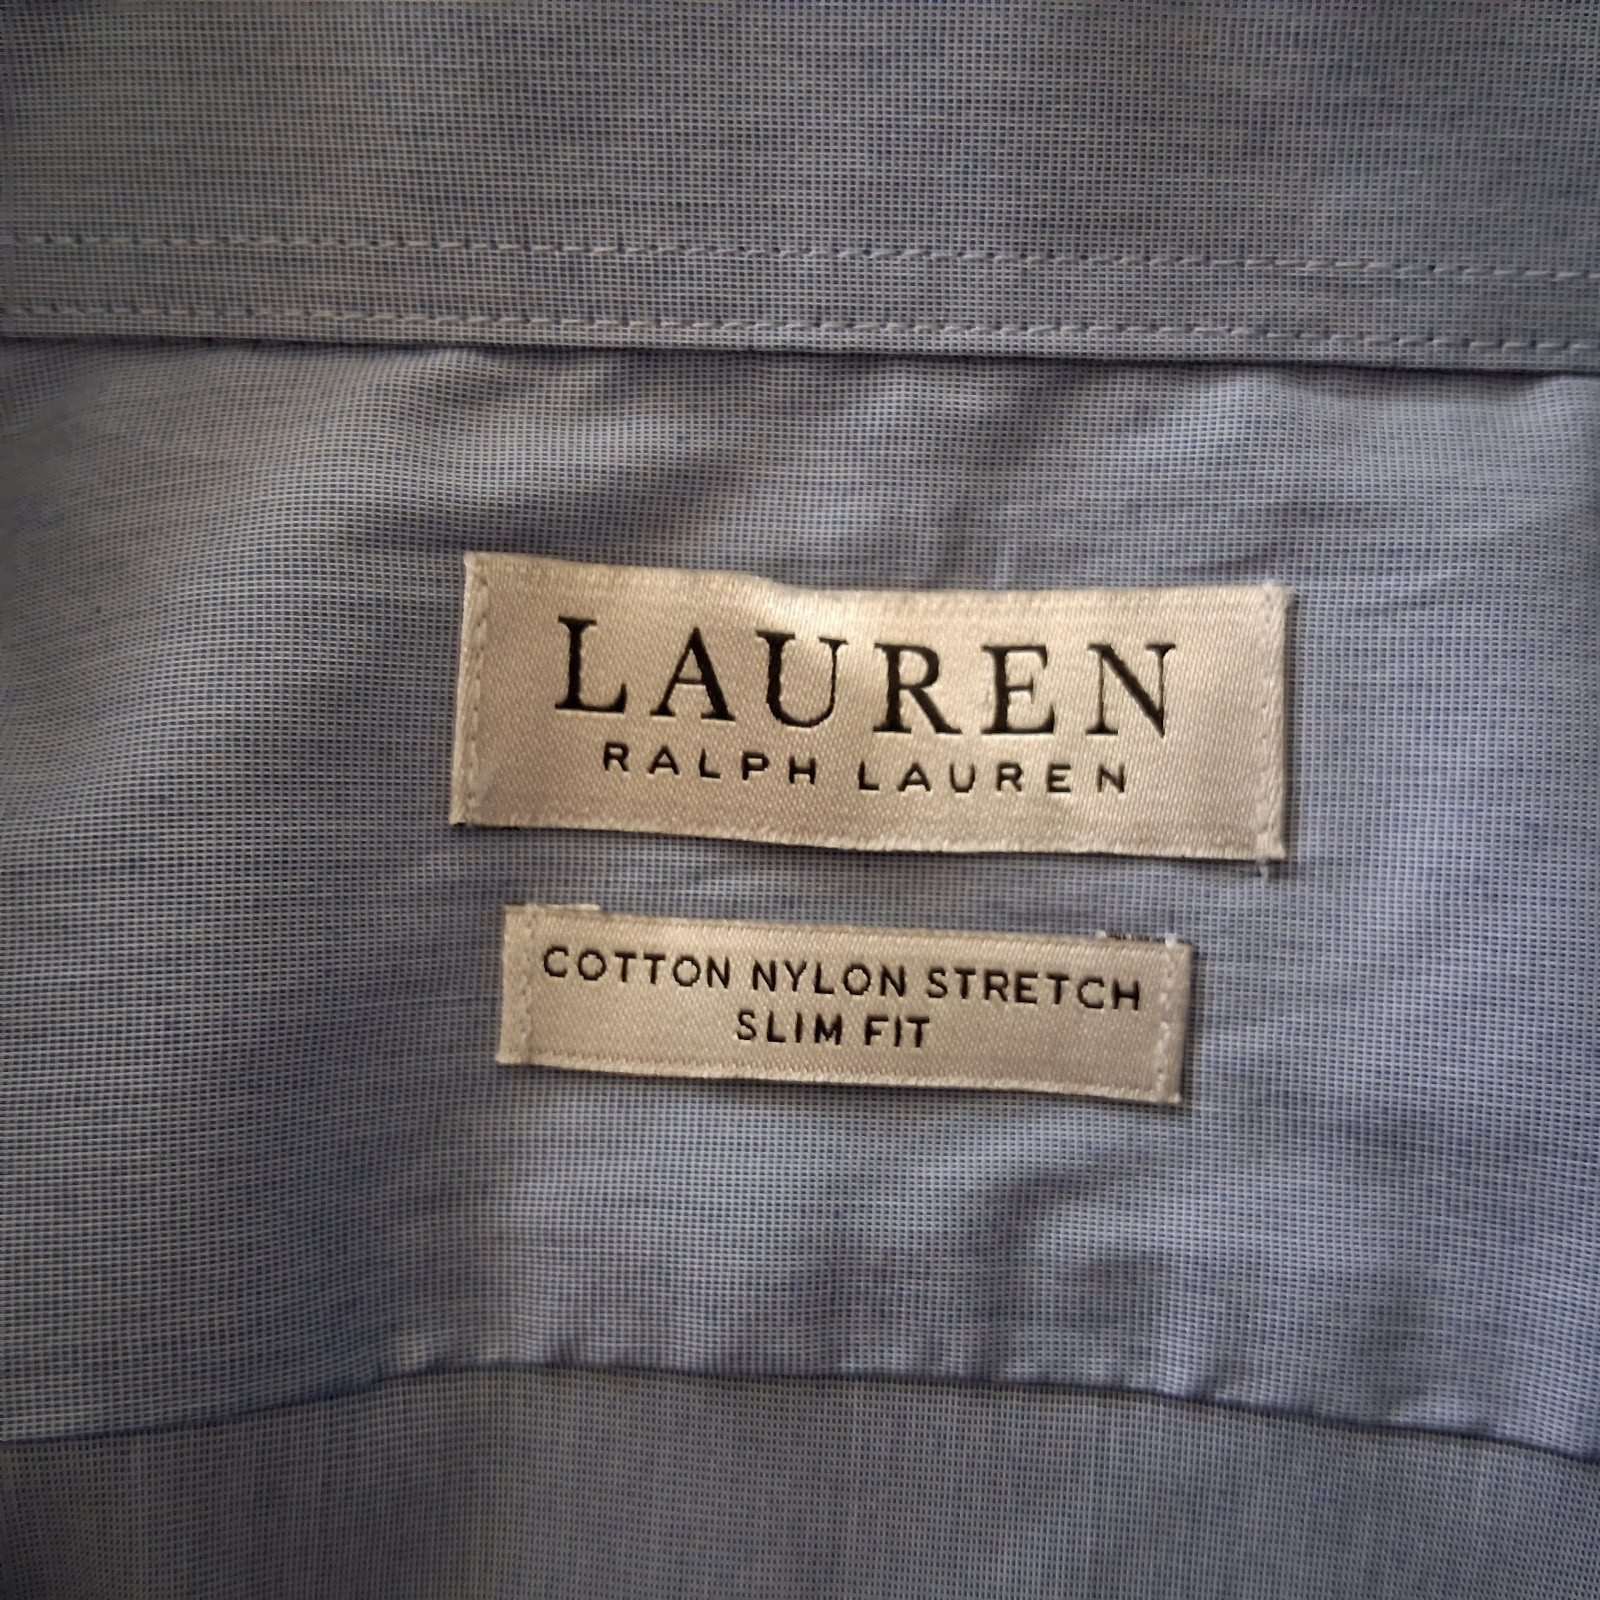 LAUREN
RALPH LAUREN
COTTON NYLON STRETCH
SLIM FIT